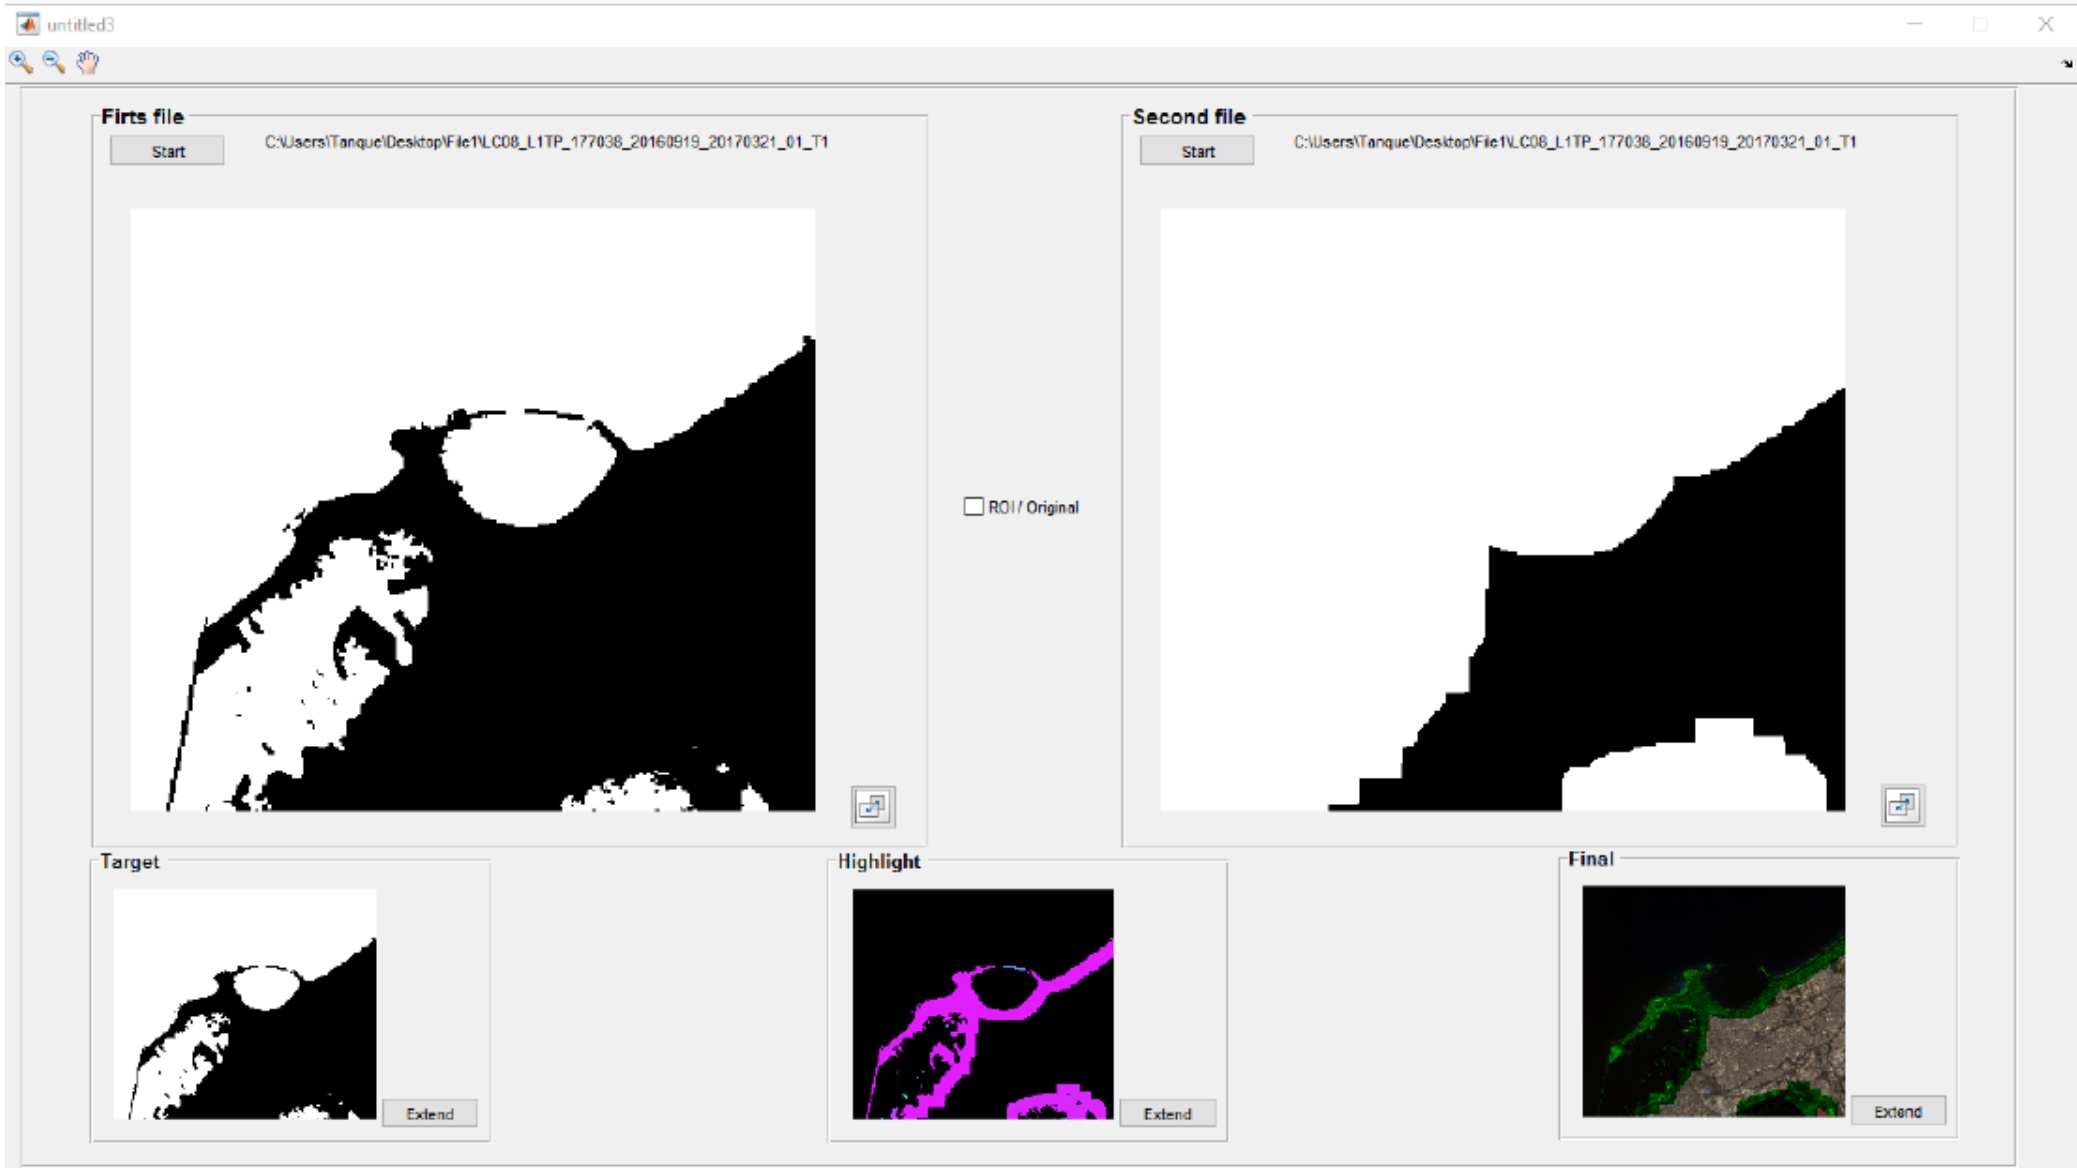 untitled3
Firts file
Start
C:\Users\Tanque\Desktop\File1\LC08_L1TP_177038_20160919_20170321_01_T1
Second file
Start
C:\Users\Tanque\Desktop\File1\LC08_L1TP_177038_20160919_20170321_01_T1
ROI / Original
Target
Extend
Highlight
Extend
Final
Extend